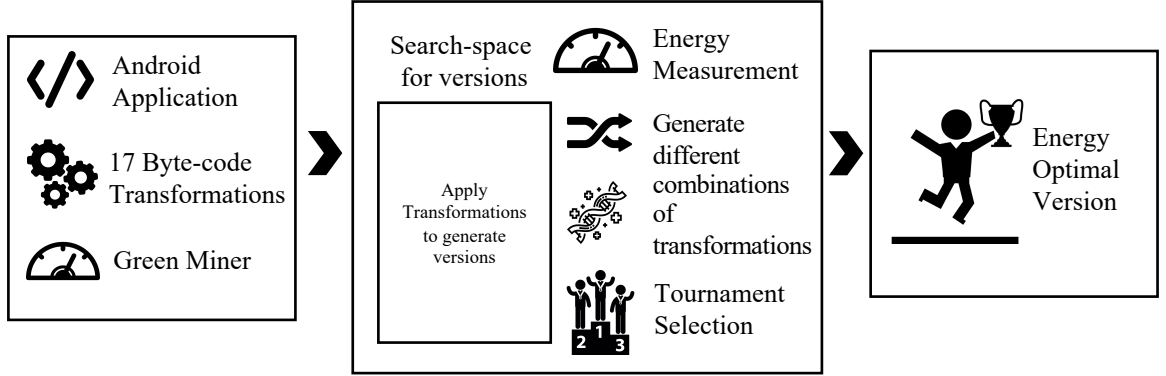 Android
Application
17 Byte-code
Transformations
Green Miner
Search-space
for versions
Apply
Transformations
to generate
versions
Energy
Measurement
Generate
different
combinations
of
transformations
Tournament
Selection
2
1
3
Energy
Optimal
Version